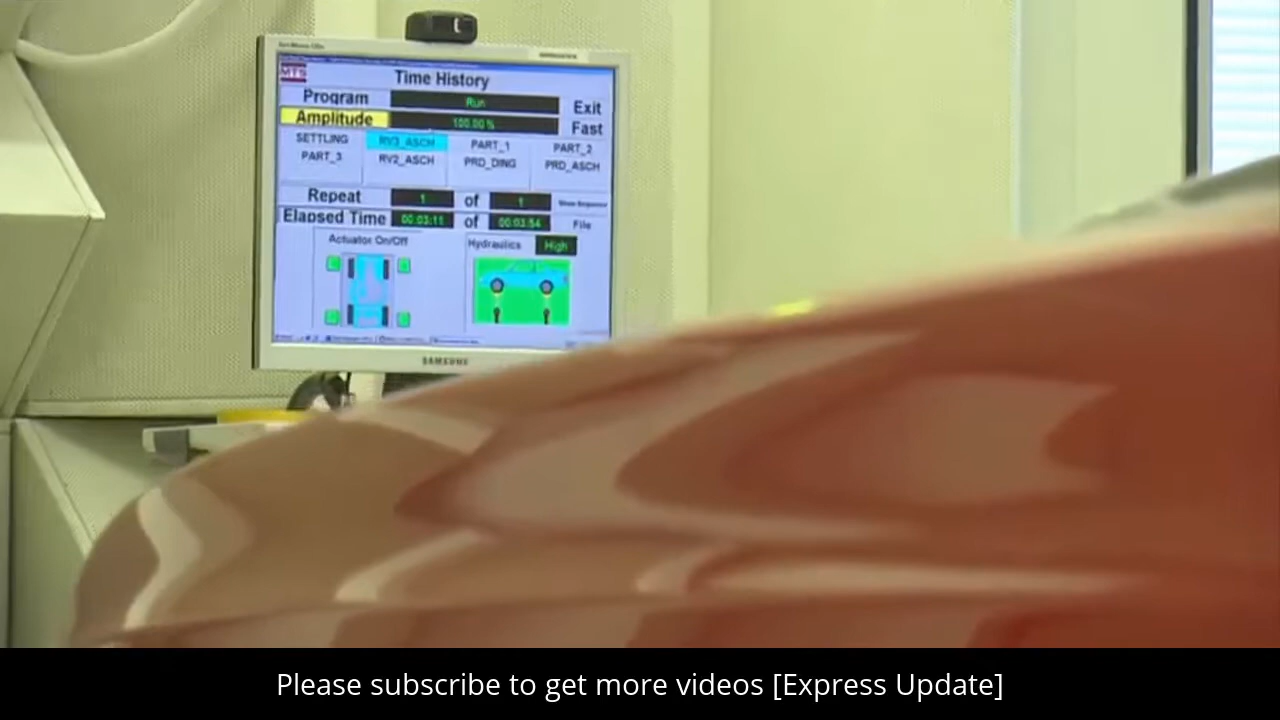 MTS
Time History
Program Run Exit
Amplitude 100.00 % Fast
SETTLING RV3_ASCH PART_1 PART_2
PART_3 RV2_ASCH PRD_DING PRD_ASCH
Repeat 1 of 1
Elapsed Time 00:03:11 of 00:03:54 File
Actuator On/Off Hydraulics High
SAMSUNG
Please subscribe to get more videos [Express Update]